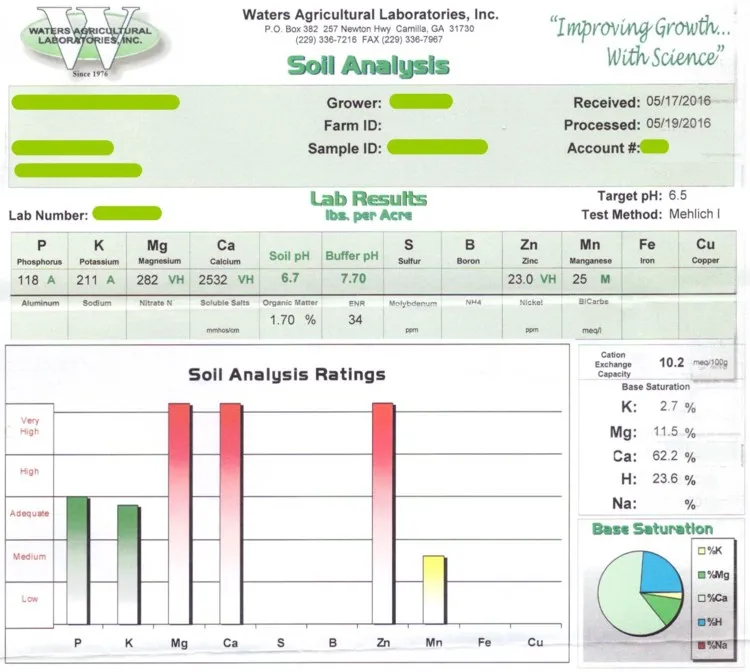 WATERS AGRICULTURAL
LABORATORIES, INC.
Since 1976
Waters Agricultural Laboratories, Inc.
P.O. Box 382 257 Newton Hwy Camilla, GA 31730
(229) 336-7216 FAX (229) 336-7967
Soil Analysis
“Improving Growth...
With Science”
Grower:
Farm ID:
Sample ID:
Received: 05/17/2016
Processed: 05/19/2016
Account #:
Lab Number:
Lab Results
lbs. per Acre
Target pH: 6.5
Test Method: Mehlich I
P K Mg Ca Soil pH Buffer pH S B Zn Mn Fe Cu
Phosphorus Potassium Magnesium Calcium Sulfur Boron Zinc Manganese Iron Copper
118 A 211 A 282 VH 2532 VH 6.7 7.70 23.0 VH 25 M
Aluminum Sodium Nitrate N Soluble Salts Organic Matter ENR Molybdenum NH4 Nickel BiCarbs
1.70 % 34
mmhos/cm ppm ppm meq/l
Soil Analysis Ratings
Very
High
High
Adequate
Medium
Low
P K Mg Ca S B Zn Mn Fe Cu
Cation
Exchange
Capacity
10.2 meq/100g
Base Saturation
K: 2.7 %
Mg: 11.5 %
Ca: 62.2 %
H: 23.6 %
Na: %
Base Saturation
%K
%Mg
%Ca
%H
%Na